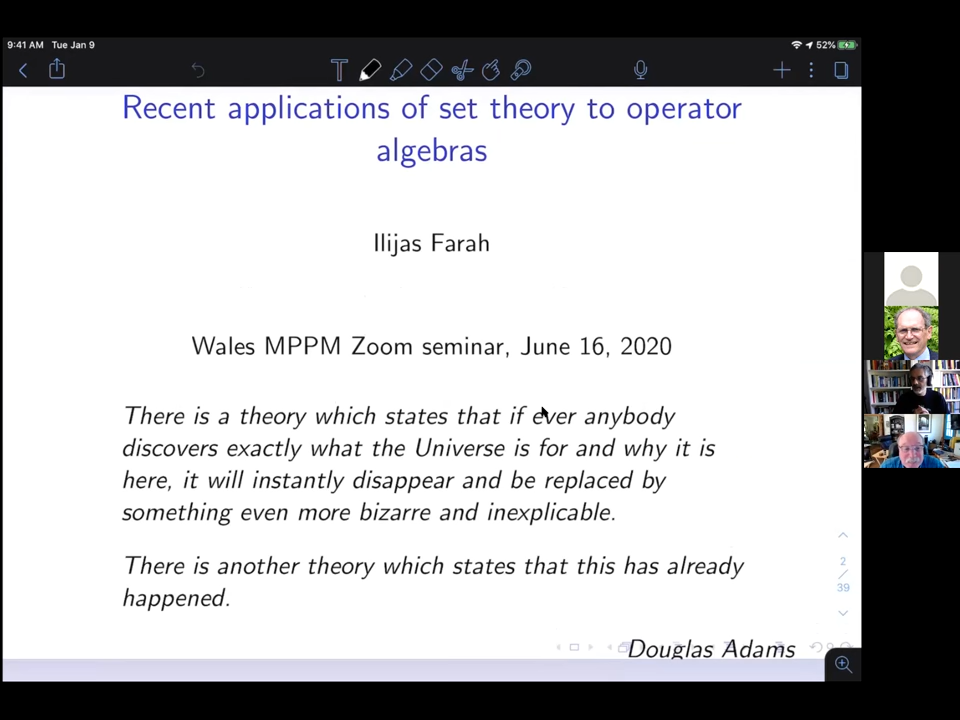 9:41 AM Tue Jan 9
52%
Recent applications of set theory to operator
algebras
Ilijas Farah
Wales MPPM Zoom seminar, June 16, 2020
There is a theory which states that if ever anybody
discovers exactly what the Universe is for and why it is
here, it will instantly disappear and be replaced by
something even more bizarre and inexplicable.
There is another theory which states that this has already
happened.
2
/
39
Douglas Adams